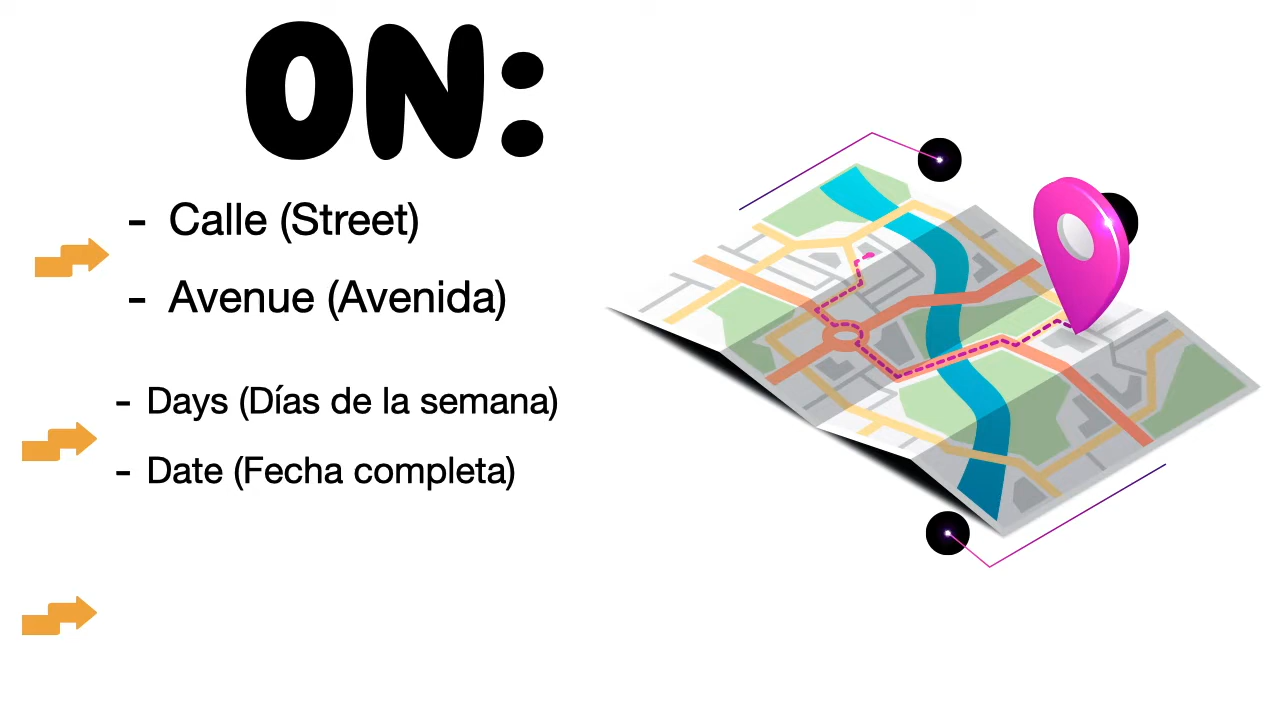 ON:
- Calle (Street)
- Avenue (Avenida)
- Days (Días de la semana)
- Date (Fecha completa)